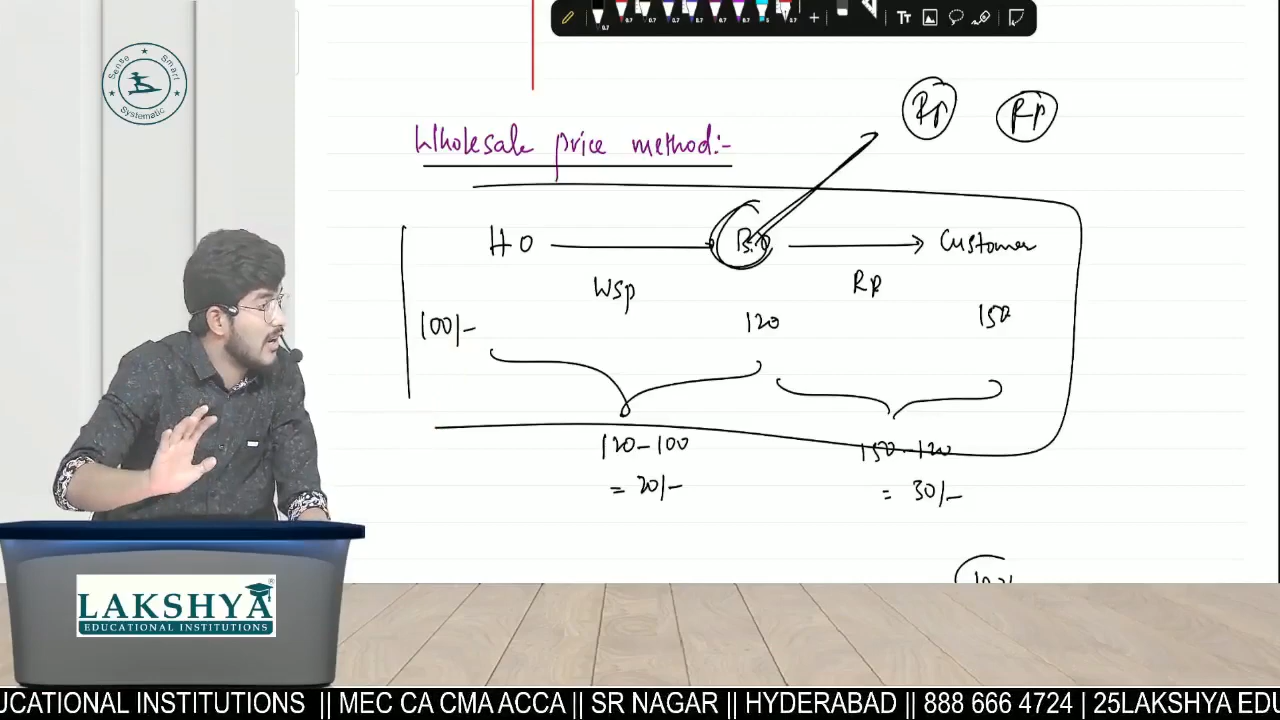 Sense Smart
Systematic
Tт
RP RP
Wholesale price method:-
HO B.O Customer
WSP RP
100/- 120 150
120-100 150-120
= 20/- = 30/-
LAKSHYA
EDUCATIONAL INSTITUTIONS
UCATIONAL INSTITUTIONS || MEC CA CMA ACCA || SR NAGAR || HYDERABAD || 888 666 4724 | 25LAKSHYA EDU